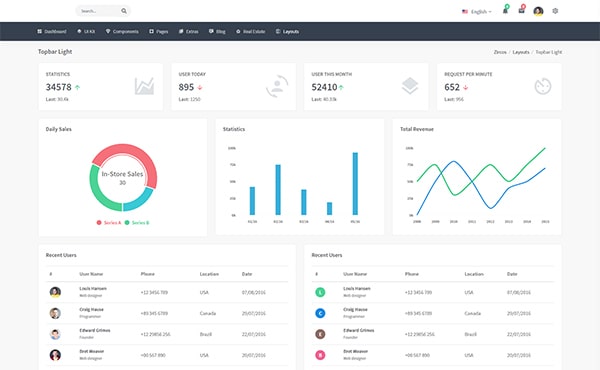 Search...
English
Dashboard UI Kit Components Pages Extras Blog Real Estate Layouts
Topbar Light
Zircos / Layouts / Topbar Light
STATISTICS
34578
Last: 30.4k
USER TODAY
895
Last: 1250
USER THIS MONTH
52410
Last: 40.33k
REQUEST PER MINUTE
652
Last: 956
Daily Sales
In-Store Sales
30
Series A Series B
Statistics
100k
75k
50k
25k
0k
01/16 02/16 03/16 04/16 05/16
Total Revenue
100k
75k
50k
25k
0k
2008 2009 2010 2011 2012 2013 2014 2015
Recent Users
# User Name Phone Location Date
Louis Hansen +12 3456 789 USA 07/08/2016
Web designer
Craig Hause +89 345 6789 Canada 29/07/2016
Programmer
Edward Grimes +12 29856 256 Brazil 22/07/2016
Founder
Bret Weaver +00 567 890 USA 20/07/2016
Web designer
Recent Users
# User Name Phone Location Date
L Louis Hansen +12 3456 789 USA 07/08/2016
Web designer
C Craig Hause +89 345 6789 Canada 29/07/2016
Programmer
E Edward Grimes +12 29856 256 Brazil 22/07/2016
Founder
B Bret Weaver +00 567 890 USA 20/07/2016
Web designer